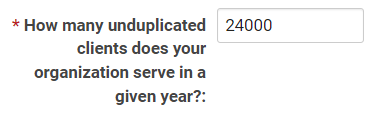 * How many unduplicated 24000
clients does your
organization serve in a
given year?: